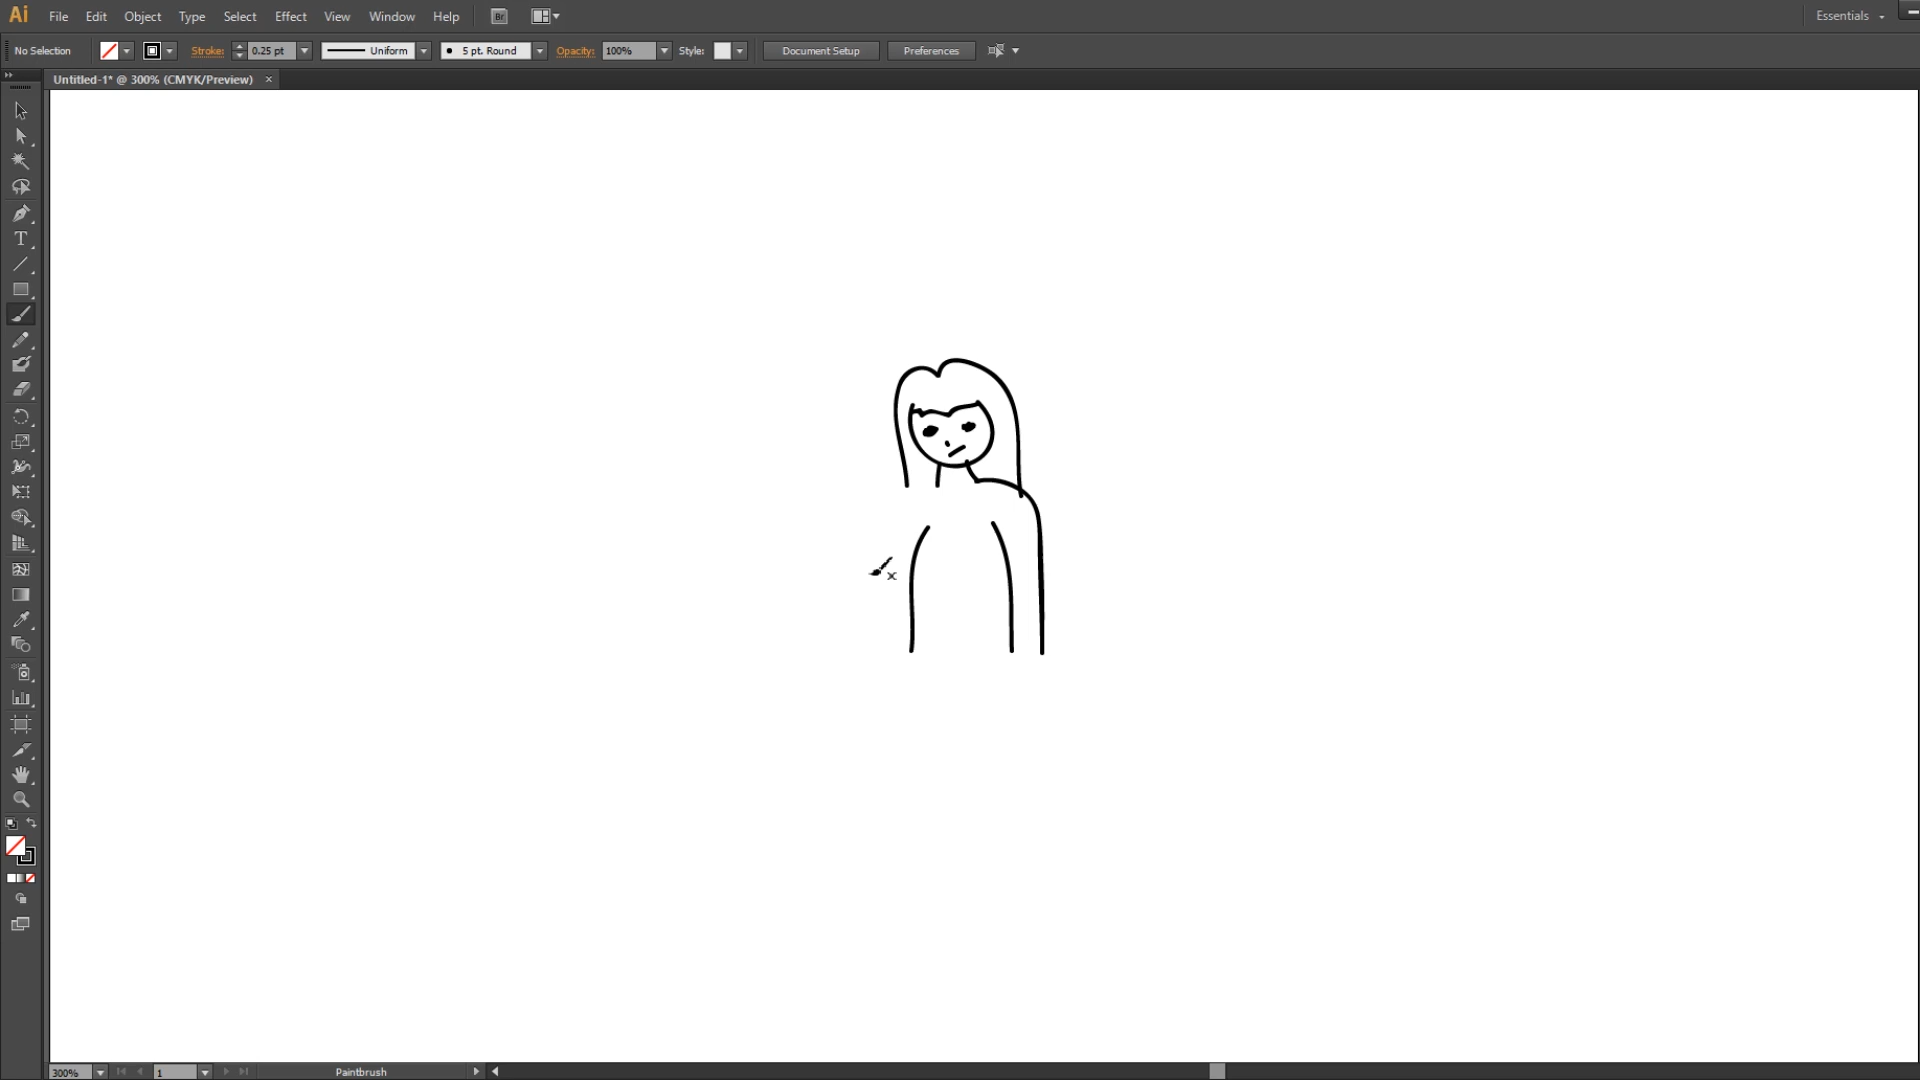 Ai File Edit Object Type Select Effect View Window Help Br Essentials
No Selection Stroke: 0.25 pt Uniform 5 pt. Round Opacity: 100% Style: Document Setup Preferences
Untitled-1* @ 300% (CMYK/Preview)
T
300% 1 Paintbrush